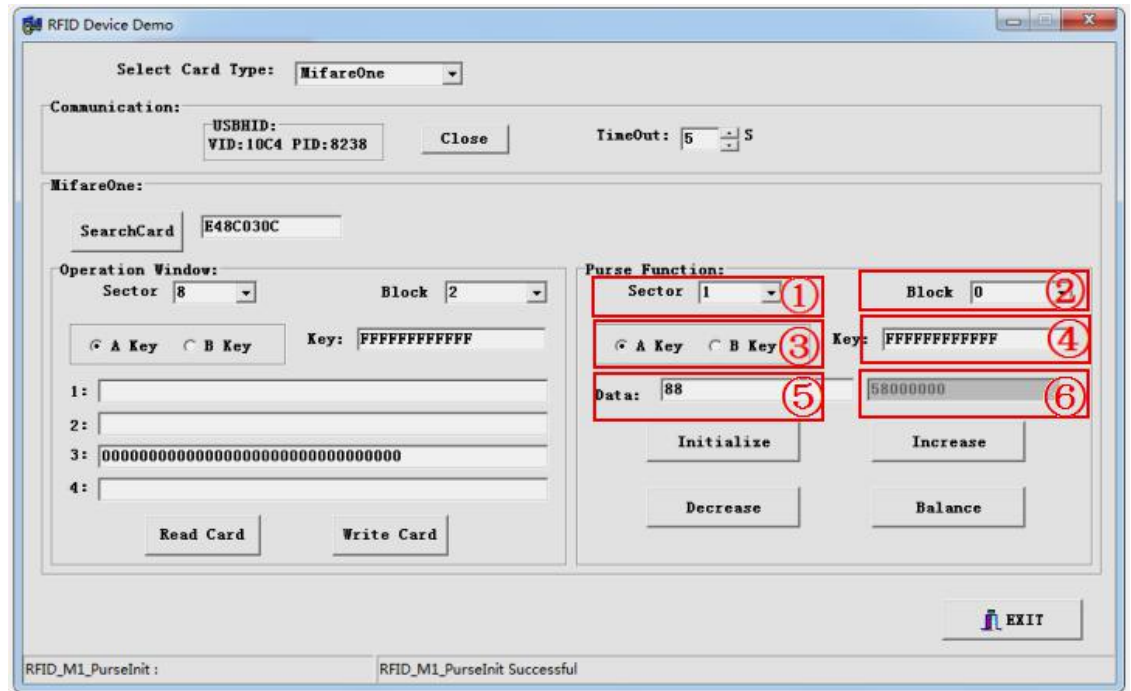 RFID Device Demo
Select Card Type: MifareOne
Communication:
USBHID:
VID:10C4 PID:8238
Close
TimeOut: 5 S
MifareOne:
SearchCard E48C030C
Operation Window:
Sector 8 Block 2
A Key B Key Key: FFFFFFFFFFFF
1:
2:
3: 00000000000000000000000000000000
4:
Read Card Write Card
Purse Function:
Sector 1 ① Block 0 ②
A Key B Key ③ Key: FFFFFFFFFFFF ④
Data: 88 ⑤ 58000000 ⑥
Initialize Increase
Decrease Balance
EXIT
RFID_M1_PurseInit : RFID_M1_PurseInit Successful